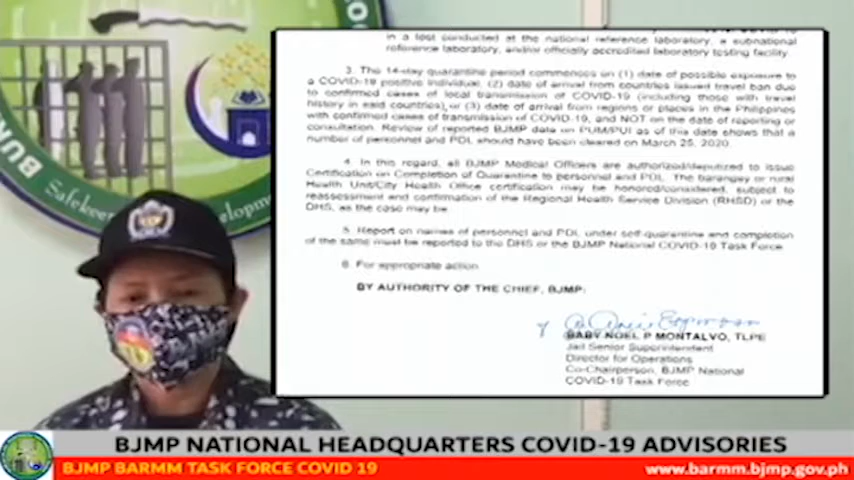 in a test conducted at the national reference laboratory, a subnational
reference laboratory, and/or officially accredited laboratory testing facility.
3. The 14-day quarantine period commences on (1) date of possible exposure to
a COVID-19 positive individual, (2) date of arrival from countries issued travel ban due
to confirmed cases of local transmission of COVID-19 (including those with travel
history in said countries), or (3) date of arrival from regions or places in the Philippines
with confirmed cases of transmission of COVID-19, and NOT on the date of reporting or
consultation. Review of reported BJMP data on PUM/PUI as of this date shows that a
number of personnel and PDL should have been cleared on March 25, 2020.
4. In this regard, all BJMP Medical Officers are authorized/deputized to issue
Certification on Completion of Quarantine to personnel and PDL. The barangay or rural
Health Unit/City Health Office certification may be honored/considered, subject to
reassessment and confirmation of the Regional Health Service Division (RHSD) or the
DHS, as the case may be.
5. Report on names of personnel and PDL under self-quarantine and completion
of the same must be reported to the DHS or the BJMP National COVID-19 Task Force.
6. For appropriate action.
BY AUTHORITY OF THE CHIEF, BJMP:
BABY NOEL P MONTALVO, TLPE
Jail Senior Superintendent
Director for Operations
Co-Chairperson, BJMP National
COVID-19 Task Force
BJMP NATIONAL HEADQUARTERS COVID-19 ADVISORIES
BJMP BARMM TASK FORCE COVID 19
www.barmm.bjmp.gov.ph